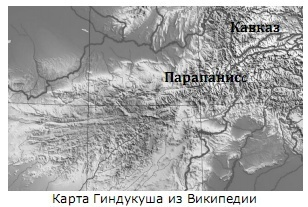 Кавказ
Парапанисс
Карта Гиндукуша из Википедии